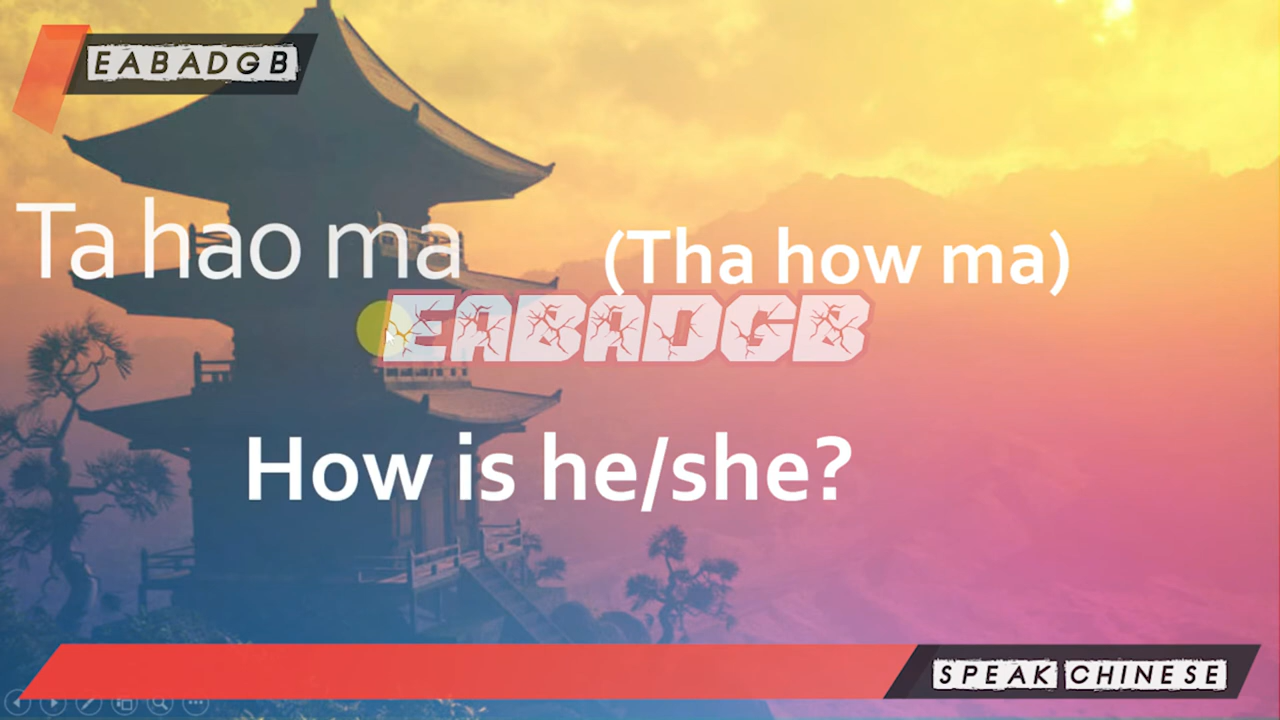 EABADGB
Ta hao ma (Tha how ma)
EABADGB
How is he/she?
SPEAK CHINESE